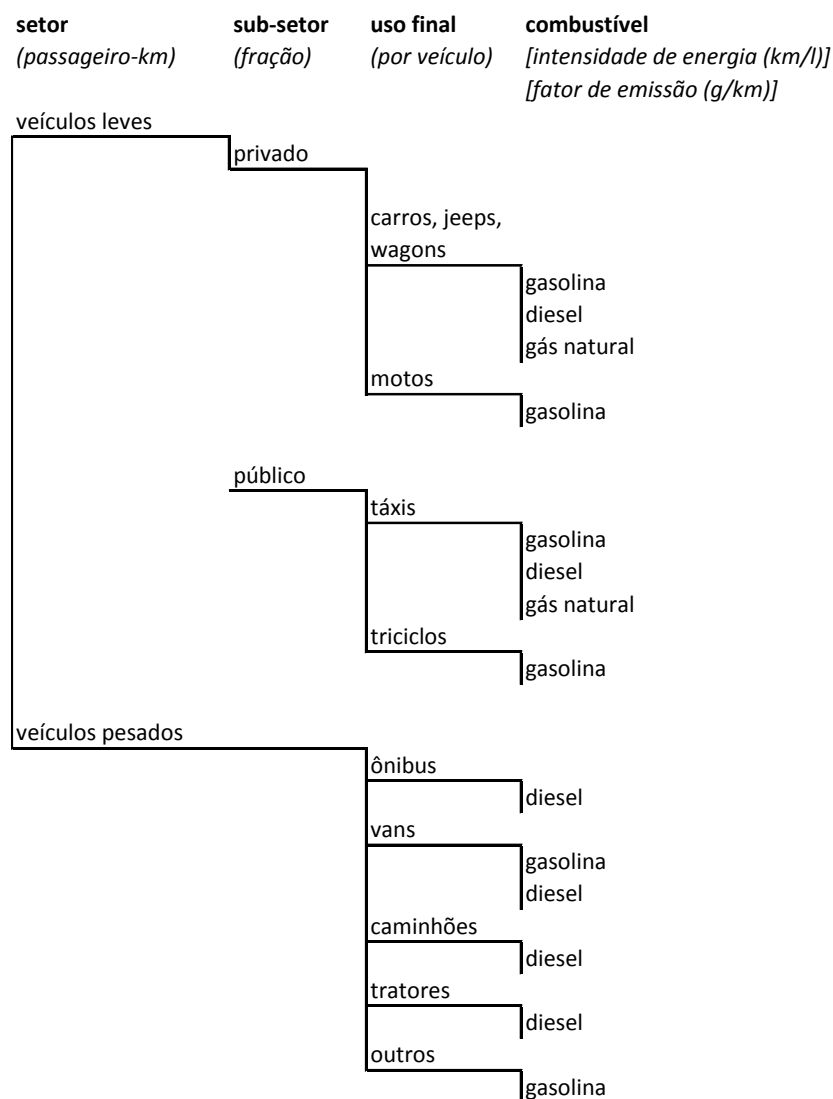 setor sub-setor uso final combustível
(passageiro-km) (fração) (por veículo) [intensidade de energia (km/l)]
[fator de emissão (g/km)]
veículos leves
privado
carros, jeeps,
wagons
gasolina
diesel
gás natural
motos
gasolina
público
táxis
gasolina
diesel
gás natural
triciclos
gasolina
veículos pesados
ônibus
diesel
vans
gasolina
diesel
caminhões
diesel
tratores
diesel
outros
gasolina